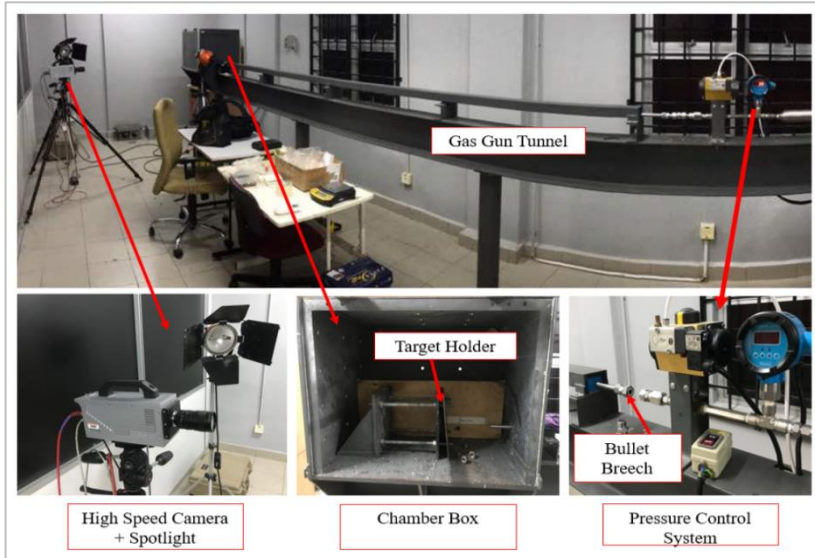 Gas Gun Tunnel
Target Holder
Bullet
Breech
High Speed Camera
+ Spotlight
Chamber Box
Pressure Control
System